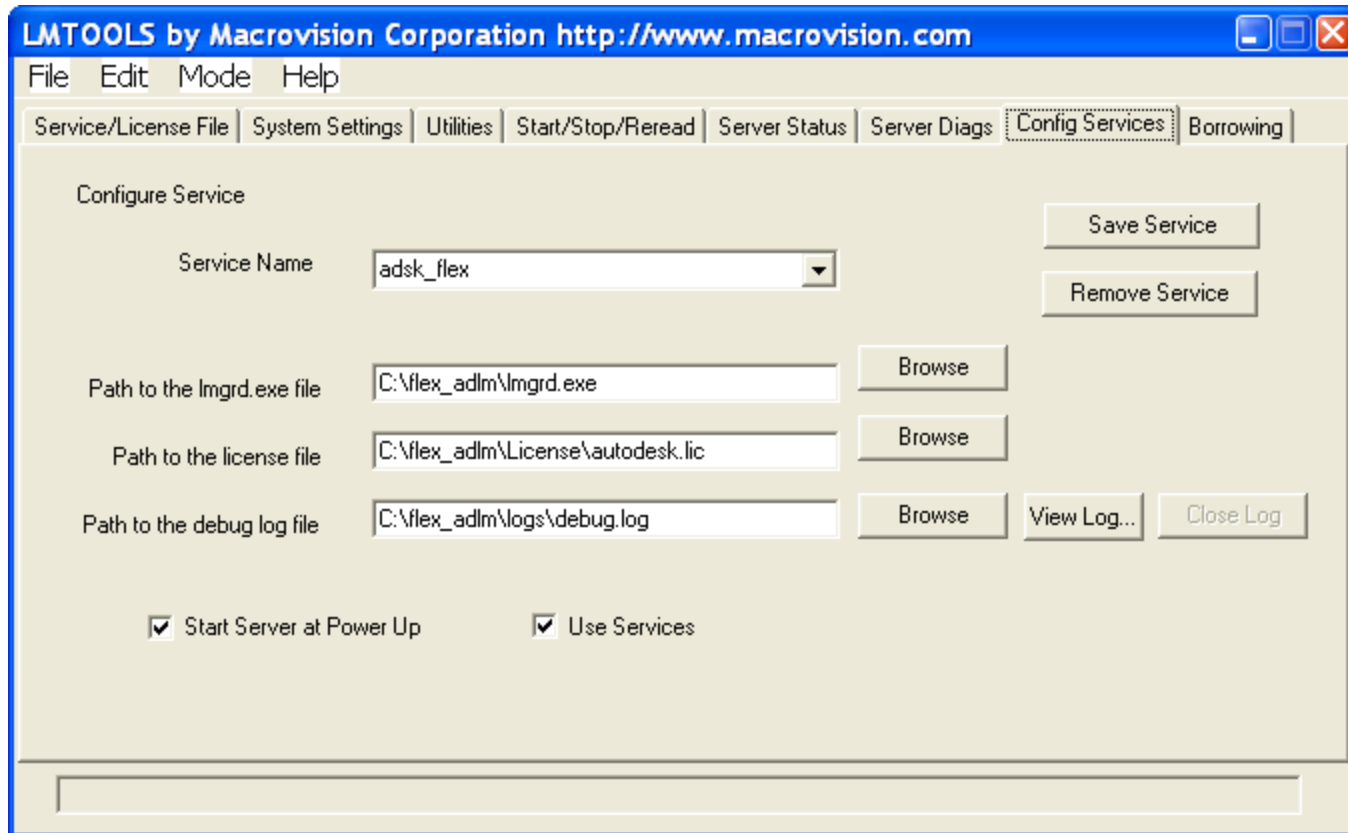 LMTOOLS by Macrovision Corporation http://www.macrovision.com
File Edit Mode Help
Service/License File System Settings Utilities Start/Stop/Reread Server Status Server Diags Config Services Borrowing
Configure Service
Save Service
Service Name adsk_flex
Remove Service
Path to the lmgrd.exe file C:\flex_adlm\lmgrd.exe Browse
Path to the license file C:\flex_adlm\License\autodesk.lic Browse
Path to the debug log file C:\flex_adlm\logs\debug.log Browse View Log... Close Log
Start Server at Power Up Use Services